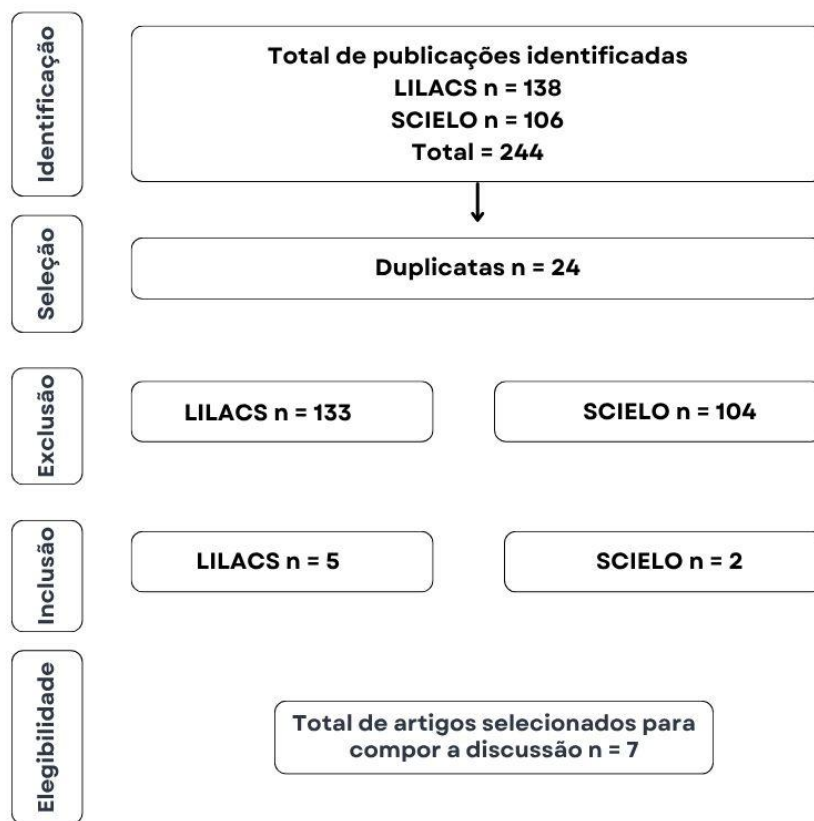 Identificação
Total de publicações identificadas
LILACS n = 138
SCIELO n = 106
Total = 244
Seleção
Duplicatas n = 24
Exclusão
LILACS n = 133
SCIELO n = 104
Inclusão
LILACS n = 5
SCIELO n = 2
Elegibilidade
Total de artigos selecionados para
compor a discussão n = 7